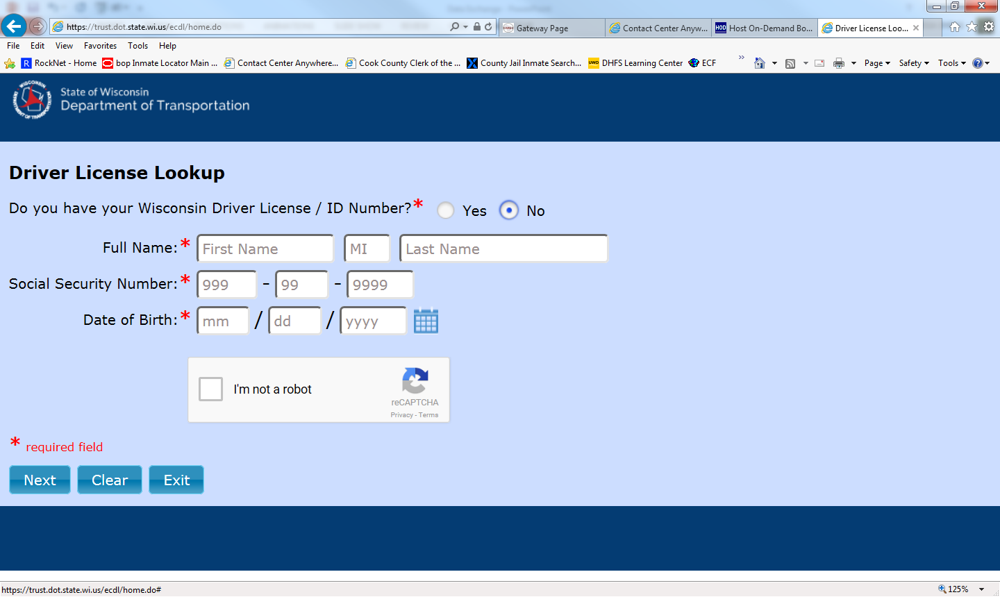 https://trust.dot.state.wi.us/ecdl/home.do
Gateway Page
Contact Center Anyw...
HOD Host On-Demand Bo...
Driver License Loo...
File Edit View Favorites Tools Help
RockNet - Home
bop Inmate Locator Main ...
Contact Center Anywhere...
Cook County Clerk of the ...
County Jail Inmate Search...
UWO DHFS Learning Center
ECF
Page Safety Tools
State of Wisconsin
Department of Transportation
Driver License Lookup
Do you have your Wisconsin Driver License / ID Number?* Yes No
Full Name:* First Name MI Last Name
Social Security Number:* 999 - 99 - 9999
Date of Birth:* mm / dd / yyyy
I'm not a robot
reCAPTCHA
Privacy - Terms
* required field
Next Clear Exit
https://trust.dot.state.wi.us/ecdl/home.do#
125%